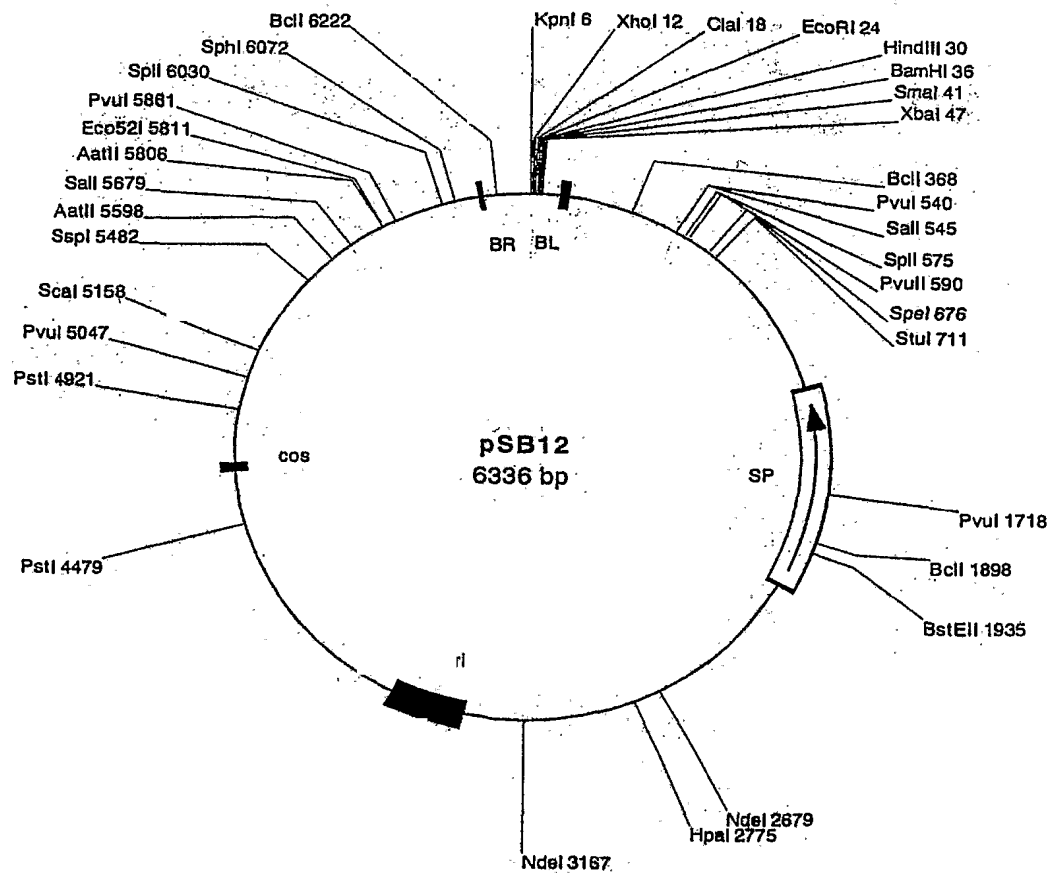 BclI 6222
SphI 6072
SplI 6030
PvuI 5861
Eco52I 5811
AatII 5806
SalI 5679
AatII 5598
SspI 5482
ScaI 5158
PvuI 5047
PstI 4921
PstI 4479
KpnI 6
XhoI 12
ClaI 18
EcoRI 24
HindIII 30
BamHI 36
SmaI 41
XbaI 47
BclI 368
PvuI 540
SalI 545
SplI 575
PvuII 590
SpeI 676
StuI 711
BR
BL
cos
pSB12
6336 bp
SP
PvuI 1718
BclI 1898
BstEII 1935
ri
NdeI 2679
HpaI 2775
NdeI 3167